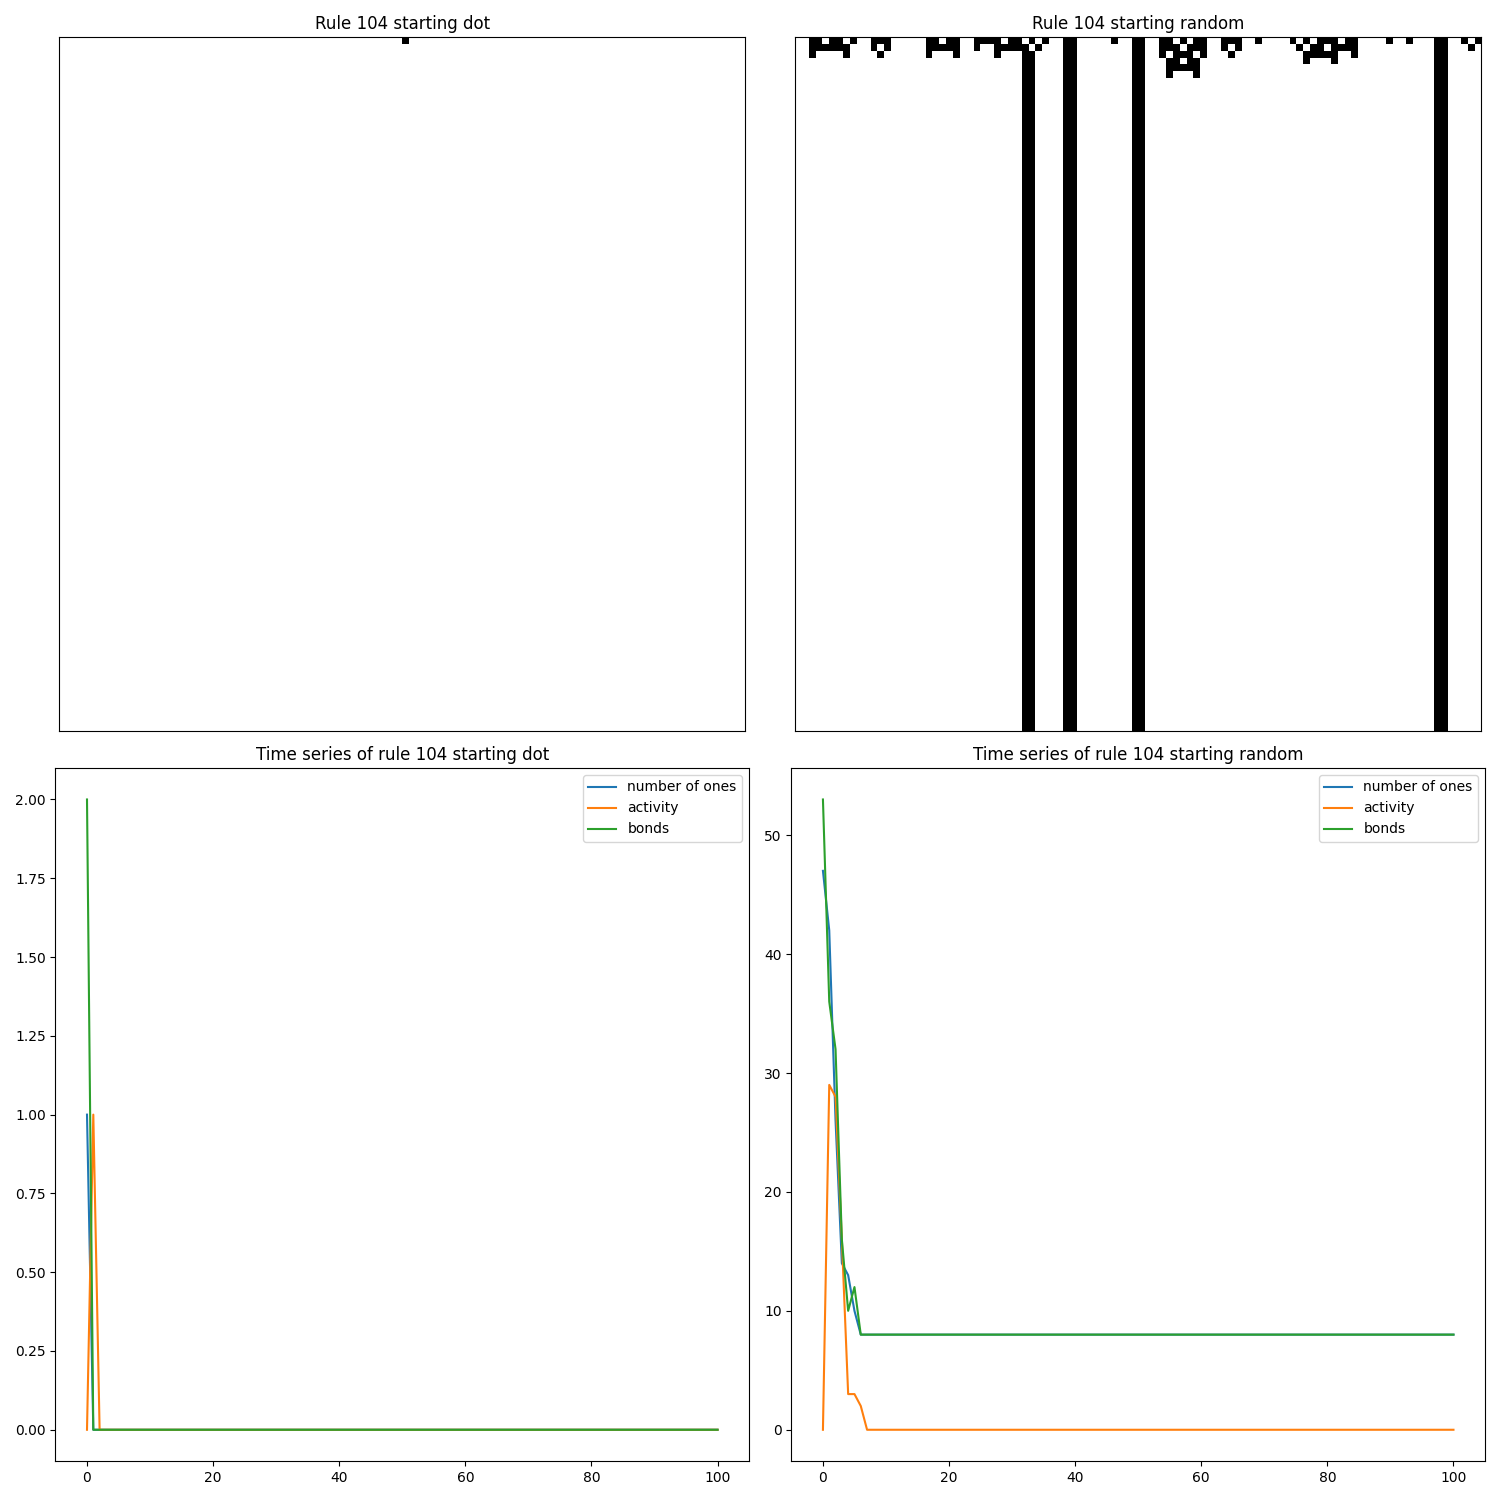 Rule 104 starting dot
Rule 104 starting random
Time series of rule 104 starting dot
number of ones
activity
bonds
2.00
1.75
1.50
1.25
1.00
0.75
0.50
0.25
0.00
0 20 40 60 80 100
Time series of rule 104 starting random
number of ones
activity
bonds
50
40
30
20
10
0
0 20 40 60 80 100